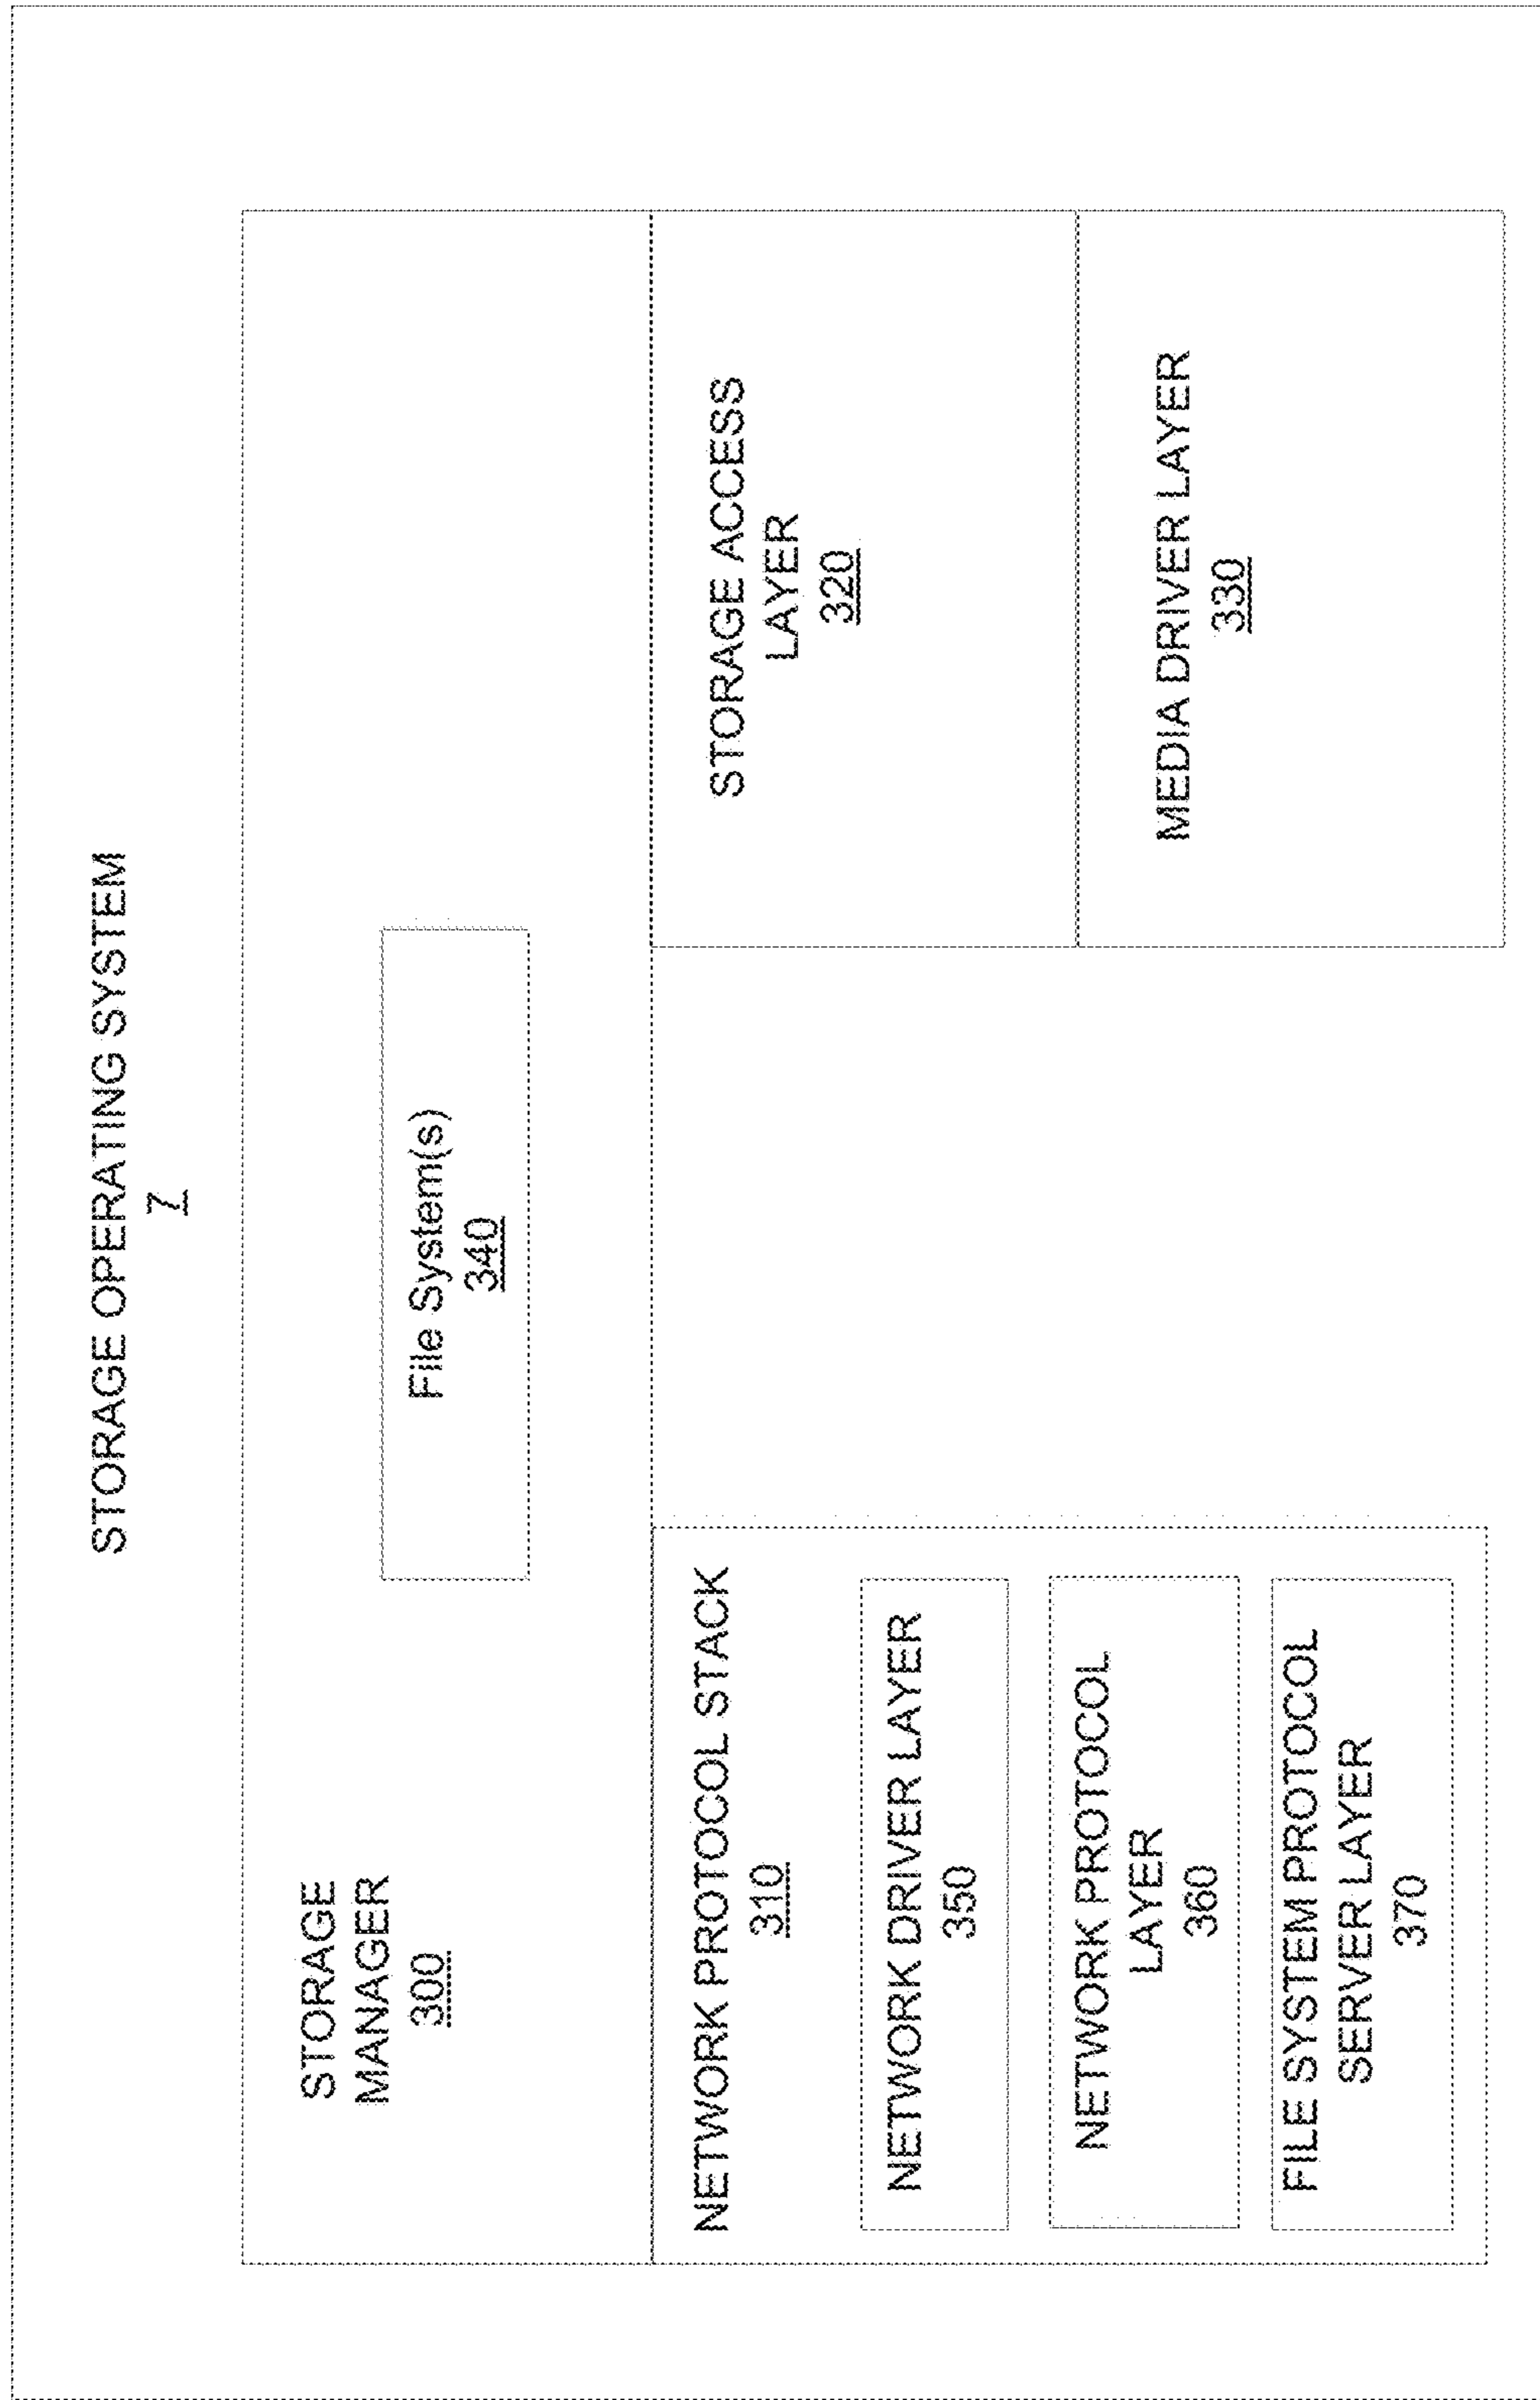 STORAGE OPERATING SYSTEM
7
STORAGE
MANAGER
300
File System(s)
340
NETWORK PROTOCOL STACK
310
NETWORK DRIVER LAYER
350
NETWORK PROTOCOL
LAYER
360
FILE SYSTEM PROTOCOL
SERVER LAYER
370
STORAGE ACCESS
LAYER
320
MEDIA DRIVER LAYER
330